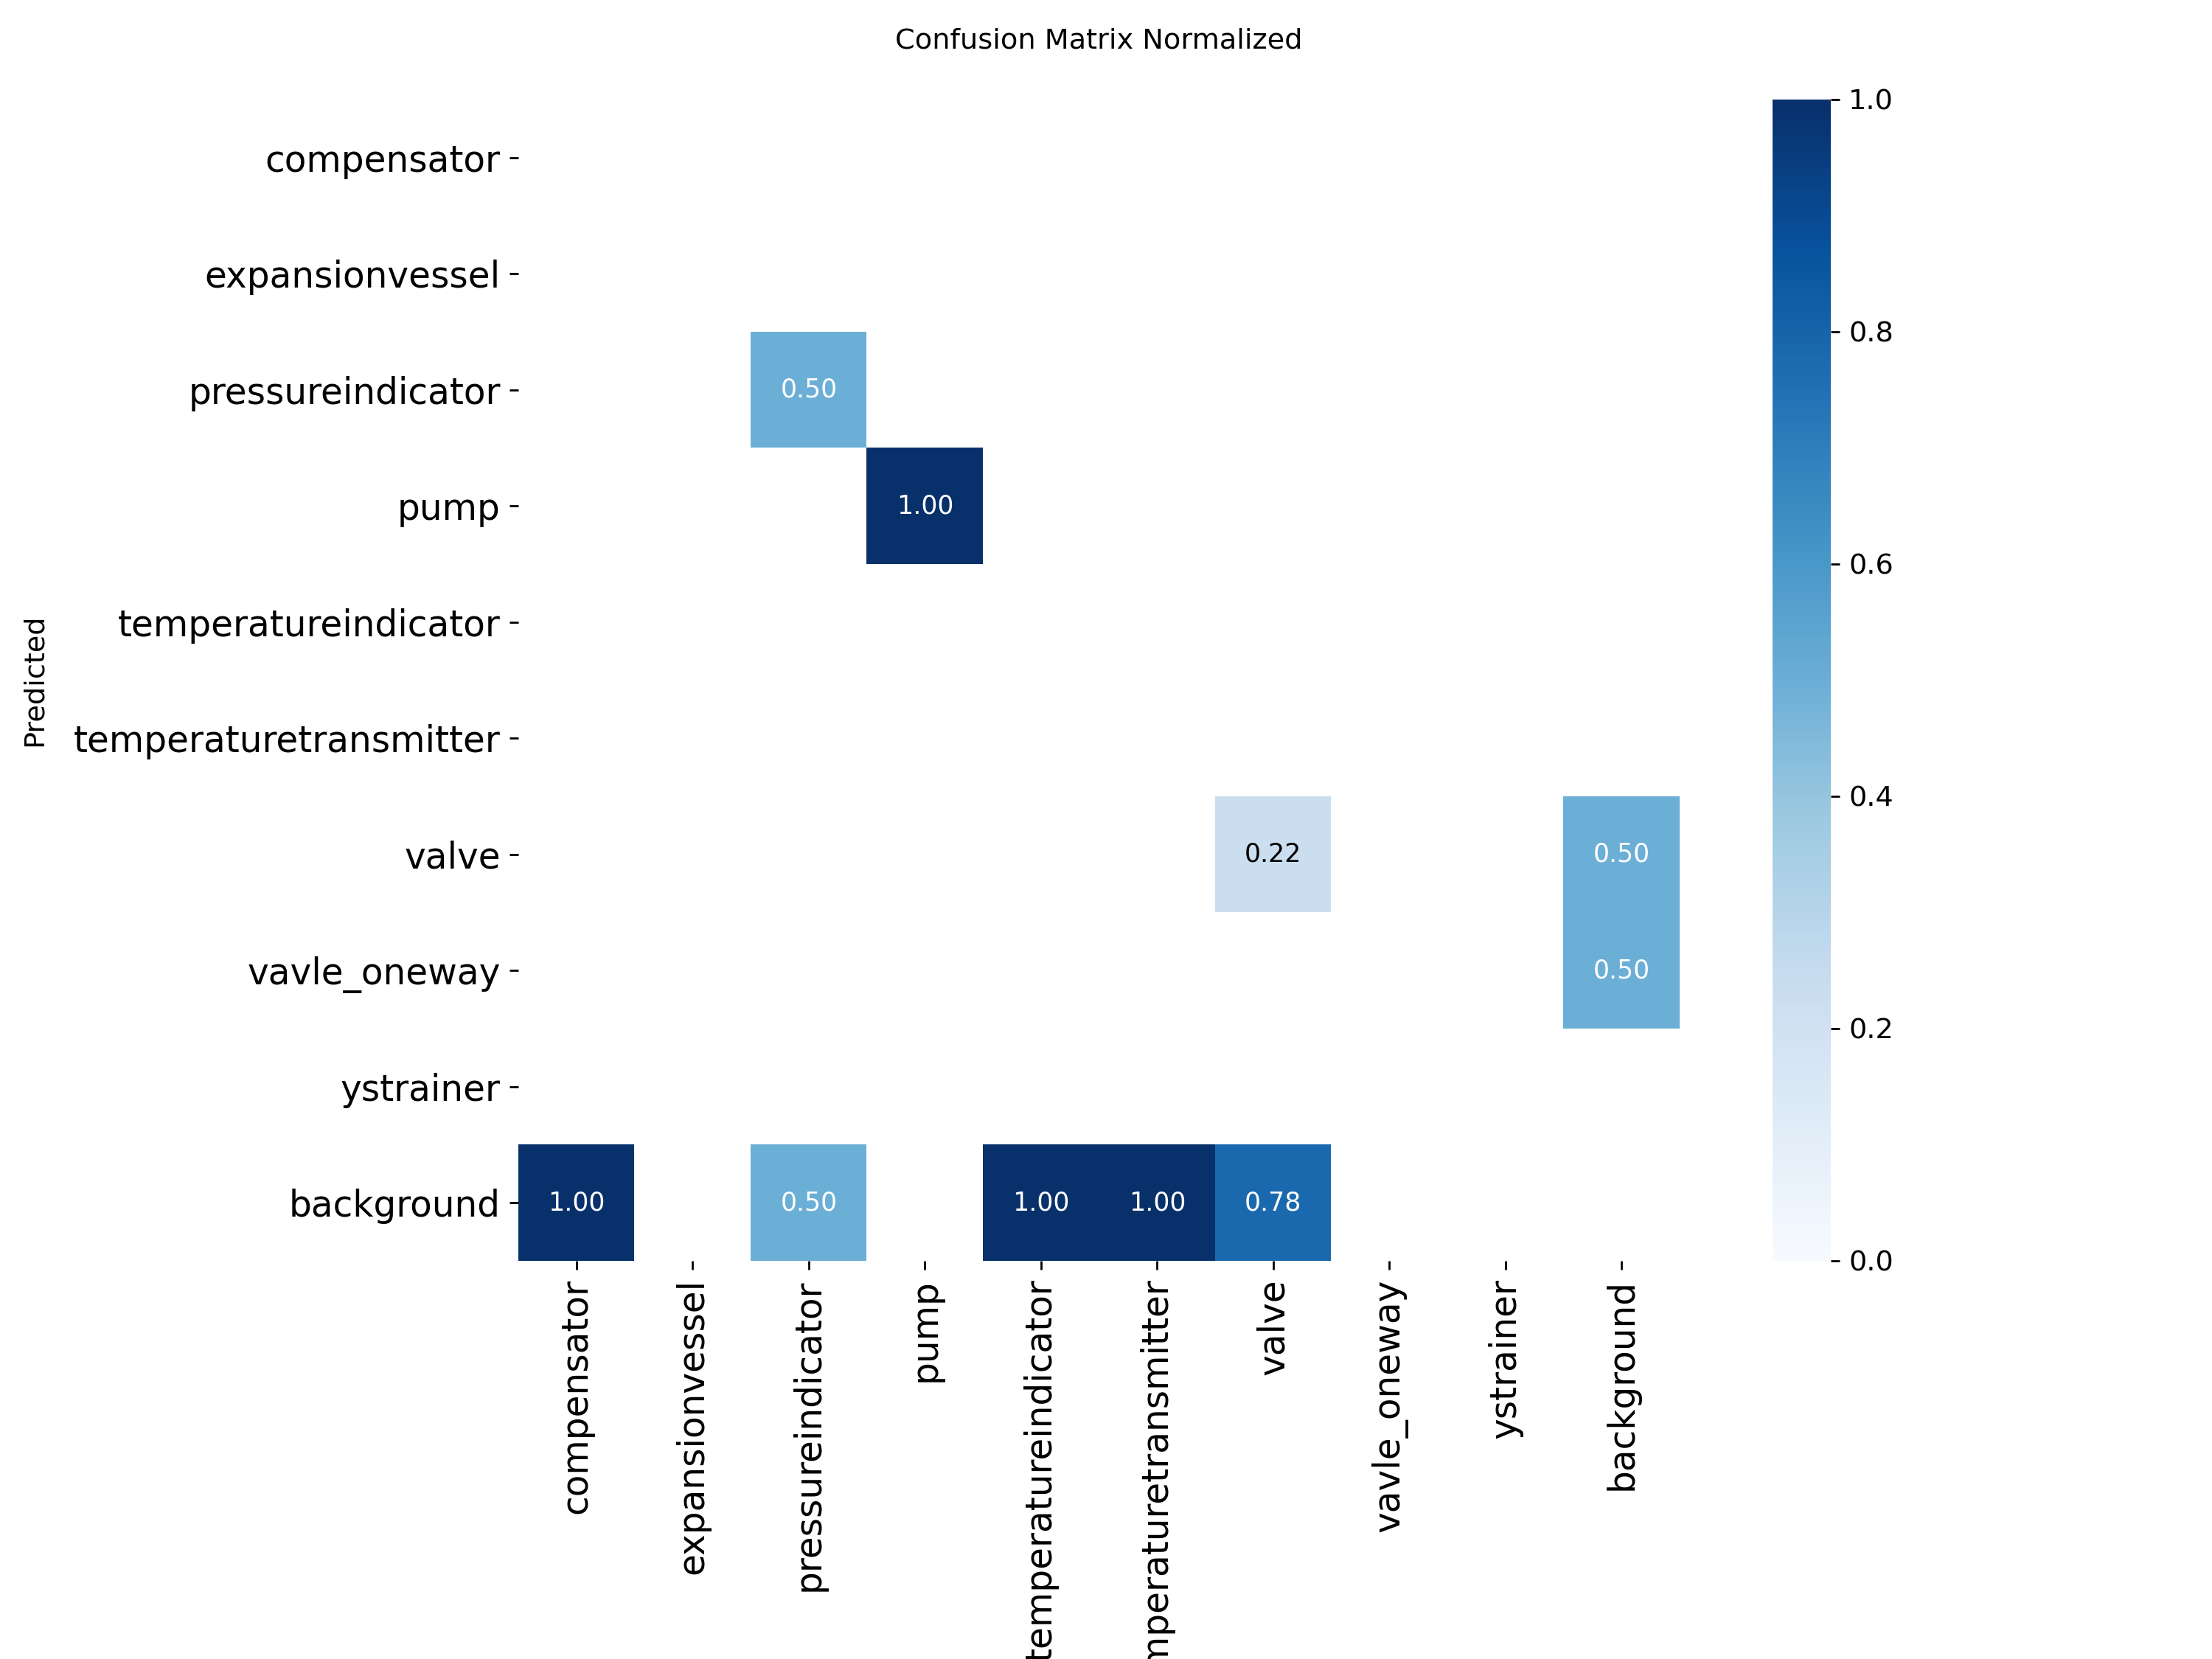 Confusion Matrix Normalized
1.0
compensator
expansionvessel
0.8
pressureindicator
0.50
pump
1.00
0.6
temperatureindicator
Predicted
temperaturetransmitter
0.4
valve
0.22
0.50
vavle_oneway
0.50
0.2
ystrainer
background
1.00
0.50
1.00
1.00
0.78
0.0
compensator
expansionvessel
pressureindicator
pump
temperatureindicator
mperaturetransmitter
valve
vavle_oneway
ystrainer
background